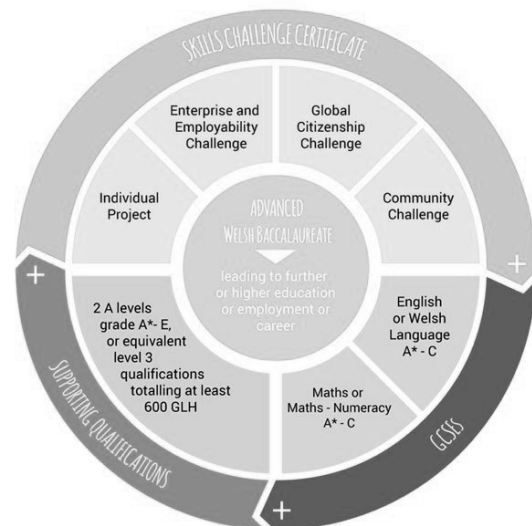 SKILLS CHALLENGE CERTIFICATE
Enterprise and
Employability
Challenge
Global
Citizenship
Challenge
Individual
Project
Community
Challenge
ADVANCED
WELSH BACCALAUREATE
leading to further
or higher education
or employment or
career
2 A levels
grade A*- E,
or equivalent
level 3
qualifications
totalling at least
600 GLH
English
or Welsh
Language
A* - C
Maths or
Maths - Numeracy
A* - C
+
+
+
SUPPORTING QUALIFICATIONS
GCSES